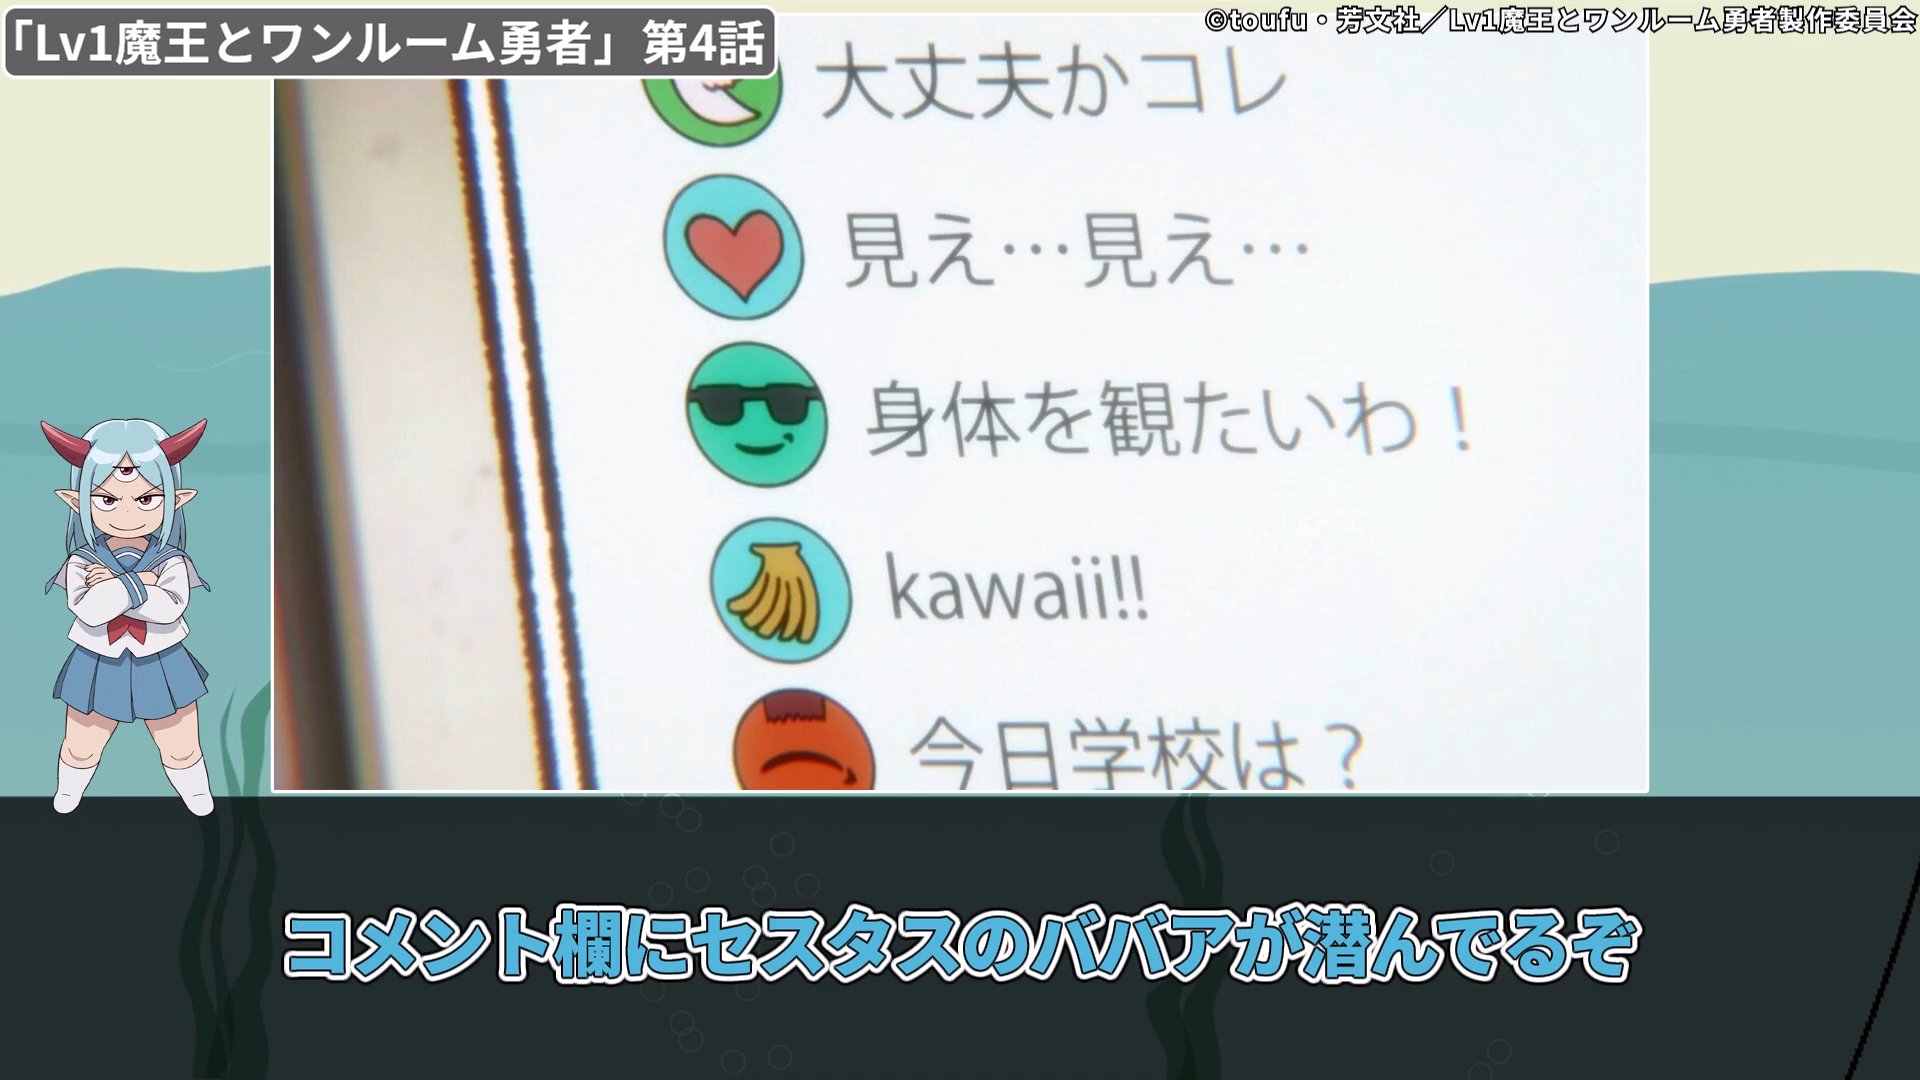 「Lv1魔王とワンルーム勇者」第4話
©toufu・芳文社／Lv1魔王とワンルーム勇者製作委員会
大丈夫かコレ
見え…見え…
身体を観たいわ！
kawaii!!
今日学校は？
コメント欄にセスタスのババアが潜んでるぞ